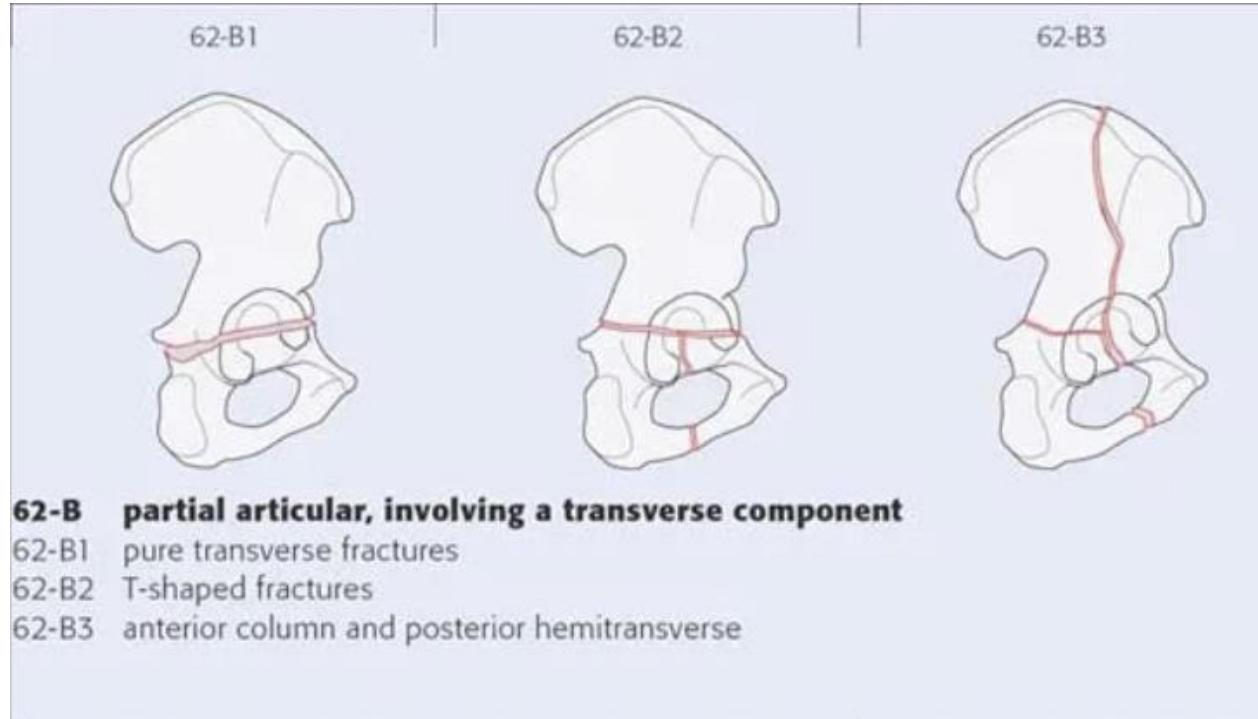 62-B1
62-B2
62-B3
62-B partial articular, involving a transverse component
62-B1 pure transverse fractures
62-B2 T-shaped fractures
62-B3 anterior column and posterior hemitransverse